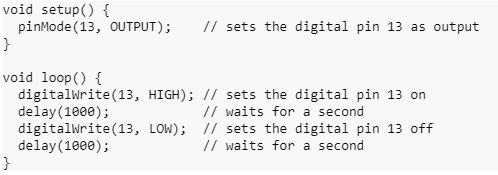 void setup() {
  pinMode(13, OUTPUT);    // sets the digital pin 13 as output
}

void loop() {
  digitalWrite(13, HIGH); // sets the digital pin 13 on
  delay(1000);            // waits for a second
  digitalWrite(13, LOW);  // sets the digital pin 13 off
  delay(1000);            // waits for a second
}